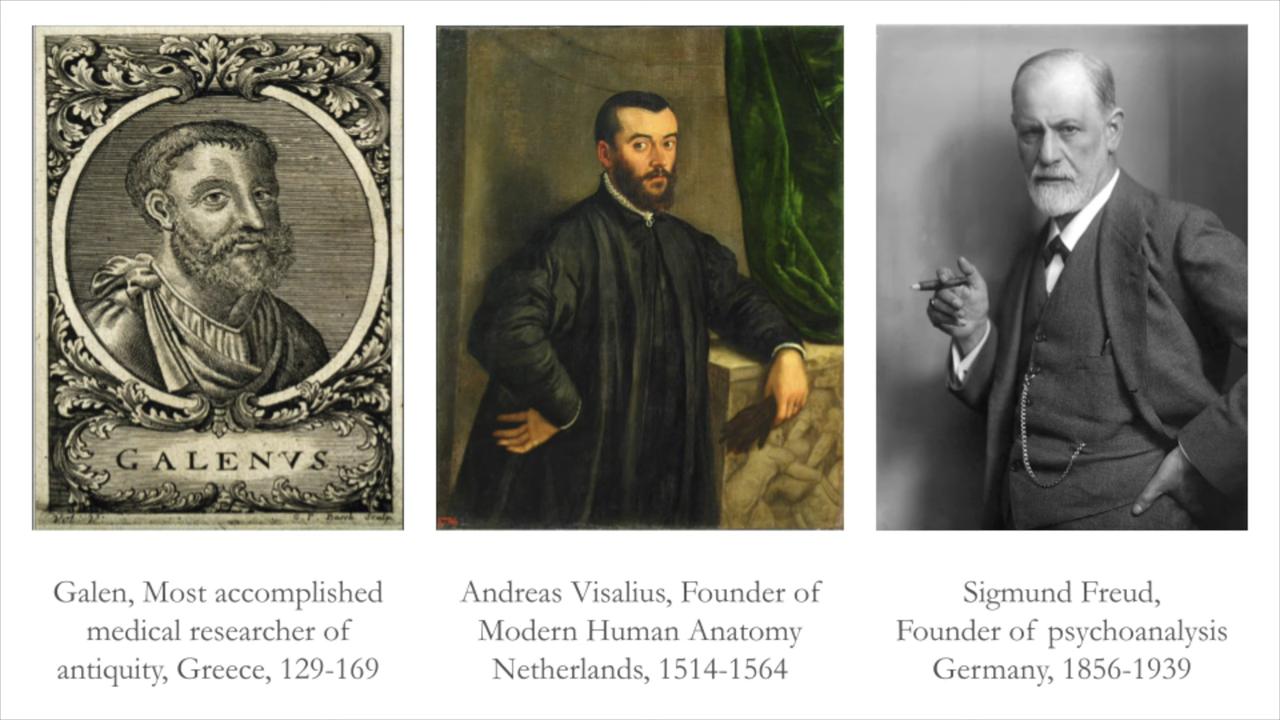 GALENVS
Galen, Most accomplished
medical researcher of
antiquity, Greece, 129-169
Andreas Visalius, Founder of
Modern Human Anatomy
Netherlands, 1514-1564
Sigmund Freud,
Founder of psychoanalysis
Germany, 1856-1939